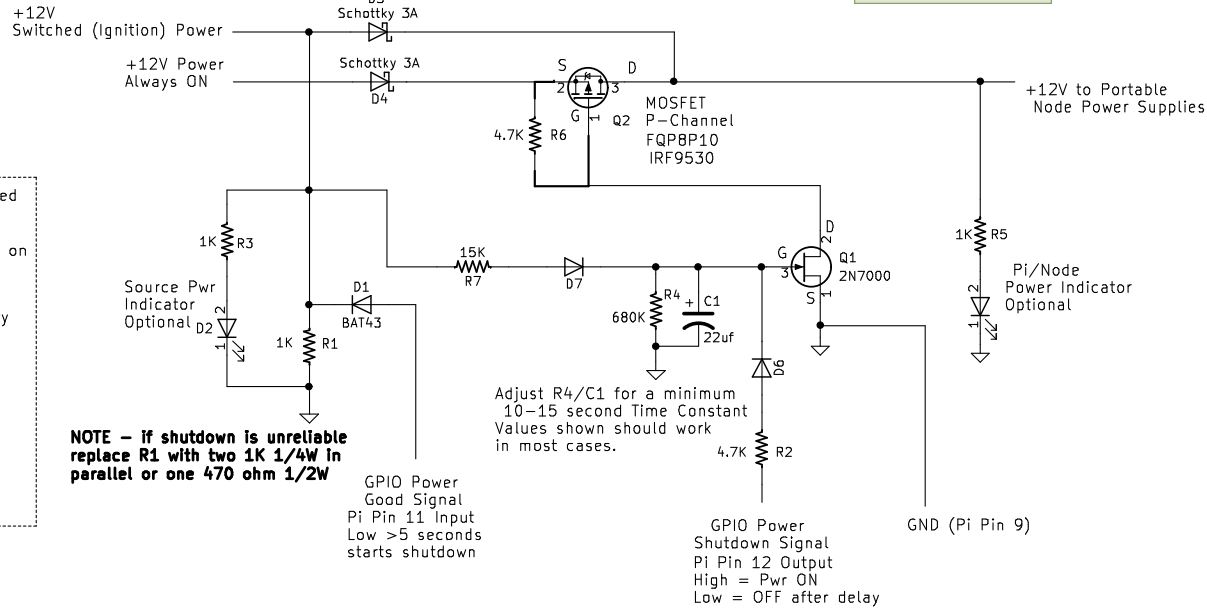 +12V
Switched (Ignition) Power
Schottky 3A
+12V Power
Always ON
Schottky 3A
D4
S
2
D
3
G
1
Q2
MOSFET
P-Channel
FQP8P10
IRF9530
4.7K
R6
+12V to Portable
Node Power Supplies
ed
on
y
1K
R3
Source Pwr
Indicator
Optional
D2
2
1
1K
R1
D1
BAT43
15K
R7
D7
R4
680K
+
C1
22uf
G
3
D
2
Q1
2N7000
S
1
1K
R5
2
1
Pi/Node
Power Indicator
Optional
D6
4.7K
R2
Adjust R4/C1 for a minimum
10-15 second Time Constant
Values shown should work
in most cases.
NOTE - if shutdown is unreliable
replace R1 with two 1K 1/4W in
parallel or one 470 ohm 1/2W
GPIO Power
Good Signal
Pi Pin 11 Input
Low >5 seconds
starts shutdown
GPIO Power
Shutdown Signal
Pi Pin 12 Output
High = Pwr ON
Low = OFF after delay
GND (Pi Pin 9)